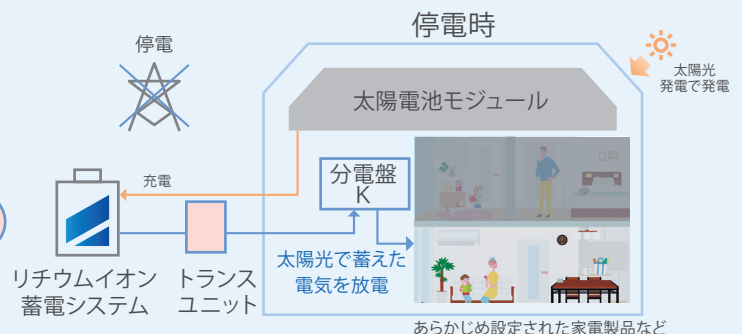 停電時
停電
太陽光
発電で発電
太陽電池モジュール
充電
分電盤
K
太陽光で蓄えた
電気を放電
リチウムイオン
蓄電システム
トランス
ユニット
あらかじめ設定された家電製品など